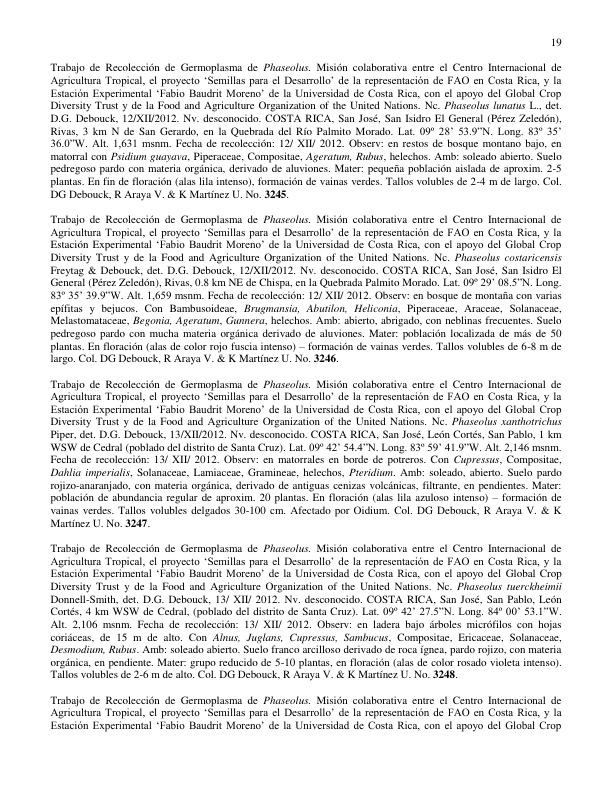 19
Trabajo de Recolección de Germoplasma de Phaseolus. Misión colaborativa entre el Centro Internacional de
Agricultura Tropical, el proyecto ‘Semillas para el Desarrollo’ de la representación de FAO en Costa Rica, y la
Estación Experimental ‘Fabio Baudrit Moreno’ de la Universidad de Costa Rica, con el apoyo del Global Crop
Diversity Trust y de la Food and Agriculture Organization of the United Nations. Nc. Phaseolus lunatus L., det.
D.G. Debouck, 12/XII/2012. Nv. desconocido. COSTA RICA, San José, San Isidro El General (Pérez Zeledón),
Rivas, 3 km N de San Gerardo, en la Quebrada del Río Palmito Morado. Lat. 09º 28’ 53.9”N. Long. 83º 35’
36.0”W. Alt. 1,631 msnm. Fecha de recolección: 12/ XII/ 2012. Observ: en restos de bosque montano bajo, en
matorral con Psidium guayava, Piperaceae, Compositae, Ageratum, Rubus, helechos. Amb: soleado abierto. Suelo
pedregoso pardo con materia orgánica, derivado de aluviones. Mater: pequeña población aislada de aproxim. 2-5
plantas. En fin de floración (alas lila intenso), formación de vainas verdes. Tallos volubles de 2-4 m de largo. Col.
DG Debouck, R Araya V. & K Martínez U. No. 3245.
Trabajo de Recolección de Germoplasma de Phaseolus. Misión colaborativa entre el Centro Internacional de
Agricultura Tropical, el proyecto ‘Semillas para el Desarrollo’ de la representación de FAO en Costa Rica, y la
Estación Experimental ‘Fabio Baudrit Moreno’ de la Universidad de Costa Rica, con el apoyo del Global Crop
Diversity Trust y de la Food and Agriculture Organization of the United Nations. Nc. Phaseolus costaricensis
Freytag & Debouck, det. D.G. Debouck, 12/XII/2012. Nv. desconocido. COSTA RICA, San José, San Isidro El
General (Pérez Zeledón), Rivas, 0.8 km NE de Chispa, en la Quebrada Palmito Morado. Lat. 09º 29’ 08.5”N. Long.
83º 35’ 39.9”W. Alt. 1,659 msnm. Fecha de recolección: 12/ XII/ 2012. Observ: en bosque de montaña con varias
epífitas y bejucos. Con Bambusoideae, Brugmansia, Abutilon, Heliconia, Piperaceae, Araceae, Solanaceae,
Melastomataceae, Begonia, Ageratum, Gunnera, helechos. Amb: abierto, abrigado, con neblinas frecuentes. Suelo
pedregoso pardo con mucha materia orgánica derivado de aluviones. Mater: población localizada de más de 50
plantas. En floración (alas de color rojo fuscia intenso) – formación de vainas verdes. Tallos volubles de 6-8 m de
largo. Col. DG Debouck, R Araya V. & K Martínez U. No. 3246.
Trabajo de Recolección de Germoplasma de Phaseolus. Misión colaborativa entre el Centro Internacional de
Agricultura Tropical, el proyecto ‘Semillas para el Desarrollo’ de la representación de FAO en Costa Rica, y la
Estación Experimental ‘Fabio Baudrit Moreno’ de la Universidad de Costa Rica, con el apoyo del Global Crop
Diversity Trust y de la Food and Agriculture Organization of the United Nations. Nc. Phaseolus xanthotrichus
Piper, det. D.G. Debouck, 13/XII/2012. Nv. desconocido. COSTA RICA, San José, León Cortés, San Pablo, 1 km
WSW de Cedral (poblado del distrito de Santa Cruz). Lat. 09º 42’ 54.4”N. Long. 83º 59’ 41.9”W. Alt. 2,146 msnm.
Fecha de recolección: 13/ XII/ 2012. Observ: en matorrales en borde de potreros. Con Cupressus, Compositae,
Dahlia imperialis, Solanaceae, Lamiaceae, Gramineae, helechos, Pteridium. Amb: soleado, abierto. Suelo pardo
rojizo-anaranjado, con materia orgánica, derivado de antiguas cenizas volcánicas, filtrante, en pendientes. Mater:
población de abundancia regular de aproxim. 20 plantas. En floración (alas lila azuloso intenso) – formación de
vainas verdes. Tallos volubles delgados 30-100 cm. Afectado por Oidium. Col. DG Debouck, R Araya V. & K
Martínez U. No. 3247.
Trabajo de Recolección de Germoplasma de Phaseolus. Misión colaborativa entre el Centro Internacional de
Agricultura Tropical, el proyecto ‘Semillas para el Desarrollo’ de la representación de FAO en Costa Rica, y la
Estación Experimental ‘Fabio Baudrit Moreno’ de la Universidad de Costa Rica, con el apoyo del Global Crop
Diversity Trust y de la Food and Agriculture Organization of the United Nations. Nc. Phaseolus tuerckheimii
Donnell-Smith, det. D.G. Debouck, 13/ XII/ 2012. Nv. desconocido. COSTA RICA, San José, San Pablo, León
Cortés, 4 km WSW de Cedral, (poblado del distrito de Santa Cruz). Lat. 09º 42’ 27.5”N. Long. 84º 00’ 53.1”W.
Alt. 2,106 msnm. Fecha de recolección: 13/ XII/ 2012. Observ: en ladera bajo árboles micrófilos con hojas
coriáceas, de 15 m de alto. Con Alnus, Juglans, Cupressus, Sambucus, Compositae, Ericaceae, Solanaceae,
Desmodium, Rubus. Amb: soleado abierto. Suelo franco arcilloso derivado de roca ígnea, pardo rojizo, con materia
orgánica, en pendiente. Mater: grupo reducido de 5-10 plantas, en floración (alas de color rosado violeta intenso).
Tallos volubles de 2-6 m de alto. Col. DG Debouck, R Araya V. & K Martínez U. No. 3248.
Trabajo de Recolección de Germoplasma de Phaseolus. Misión colaborativa entre el Centro Internacional de
Agricultura Tropical, el proyecto ‘Semillas para el Desarrollo’ de la representación de FAO en Costa Rica, y la
Estación Experimental ‘Fabio Baudrit Moreno’ de la Universidad de Costa Rica, con el apoyo del Global Crop